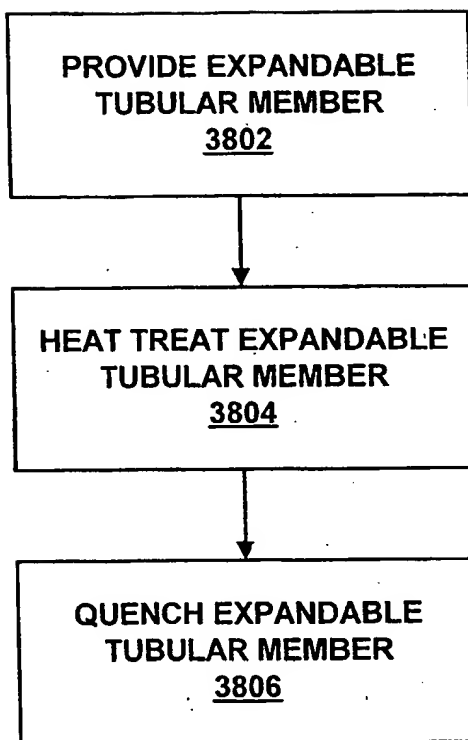 PROVIDE EXPANDABLE
TUBULAR MEMBER
3802
HEAT TREAT EXPANDABLE
TUBULAR MEMBER
3804
QUENCH EXPANDABLE
TUBULAR MEMBER
3806